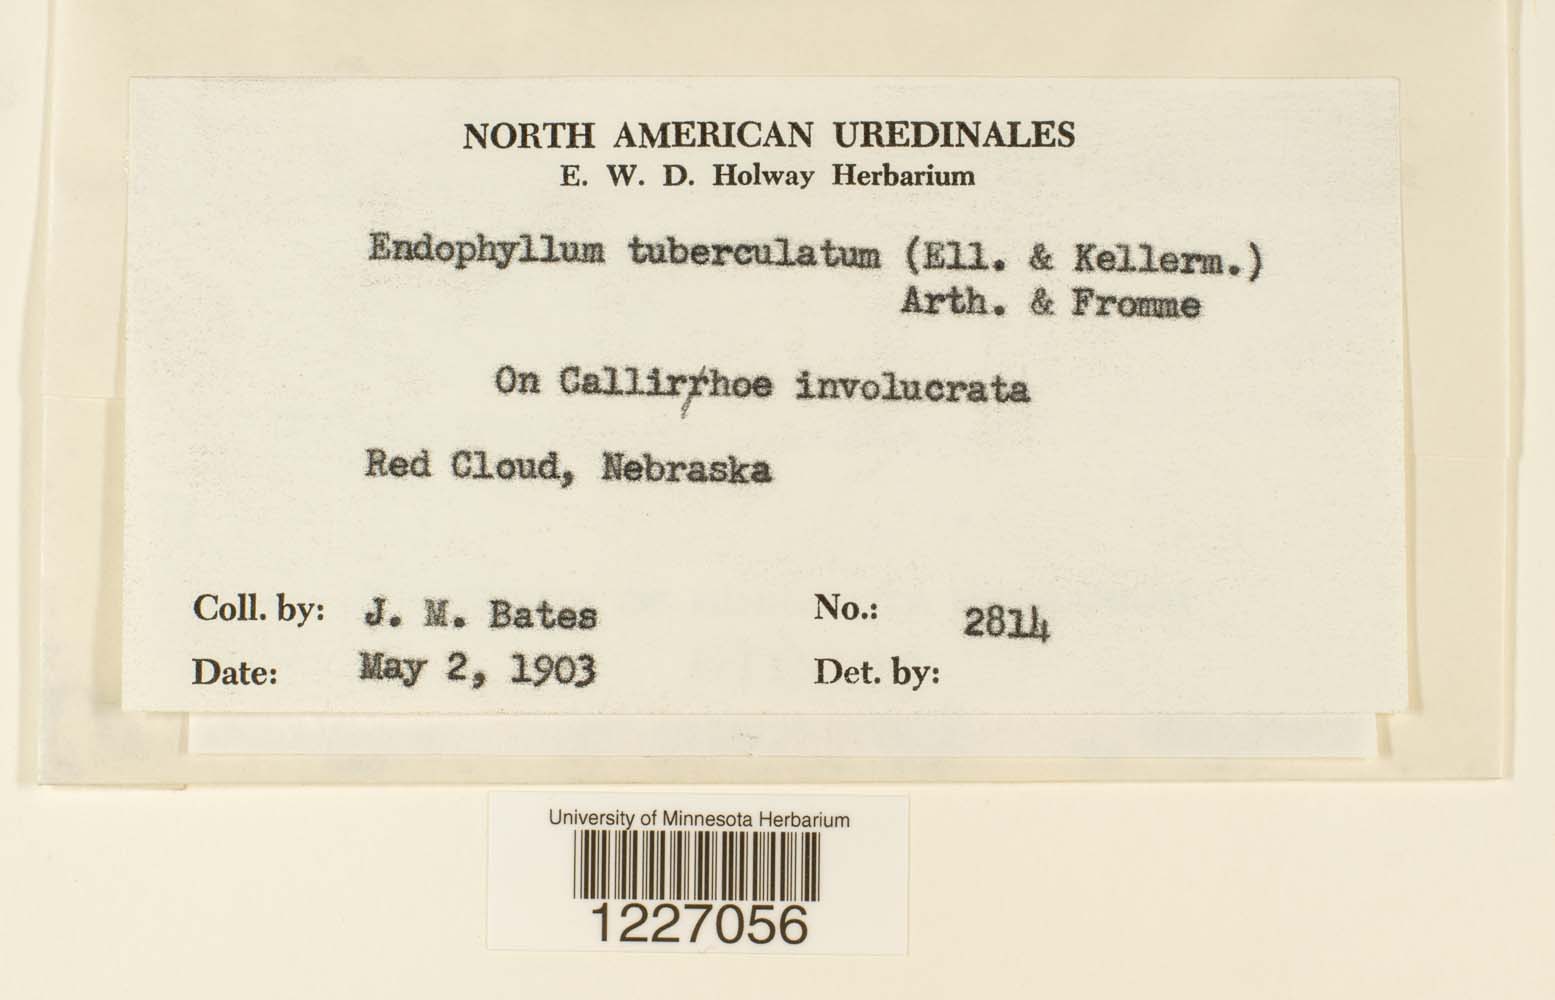 NORTH AMERICAN UREDINALES
E. W. D. Holway Herbarium
Endophyllum tuberculatum (Ell. & Kellerm.)
Arth. & Fromme
On Callirrhoe involucrata
Red Cloud, Nebraska
Coll. by: J. M. Bates No.: 2814
Date: May 2, 1903 Det. by:
University of Minnesota Herbarium
1227056